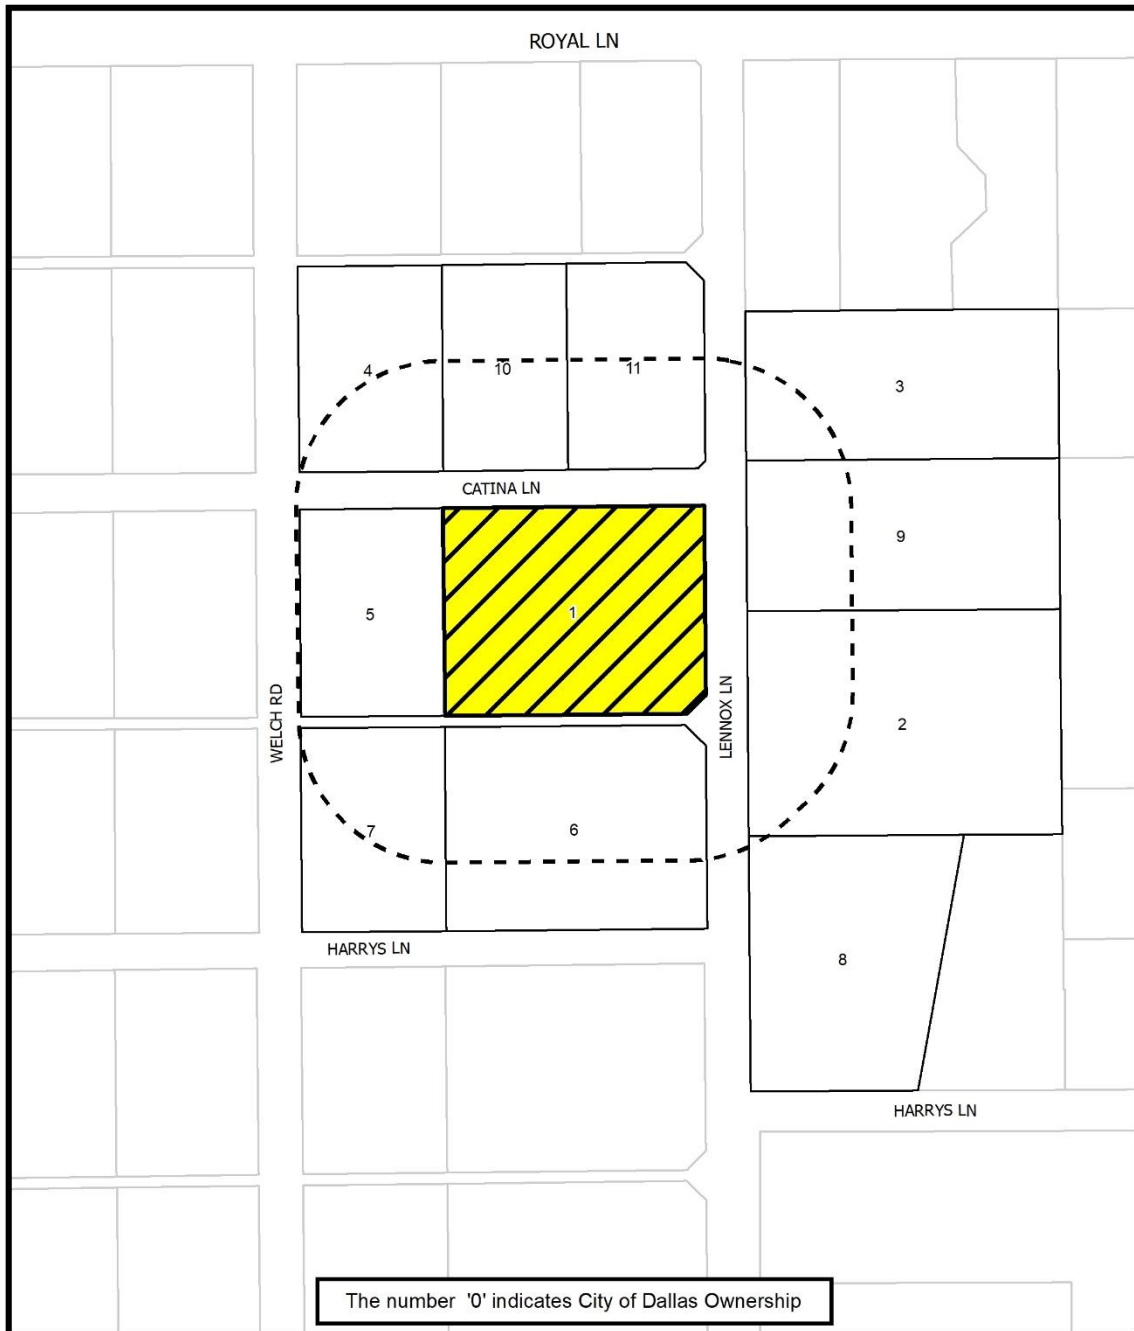 ROYAL LN
4
10
11
3
CATINA LN
9
5
1
WELCH RD
LENNOX LN
2
7
6
HARRYS LN
8
HARRYS LN
The number '0' indicates City of Dallas Ownership